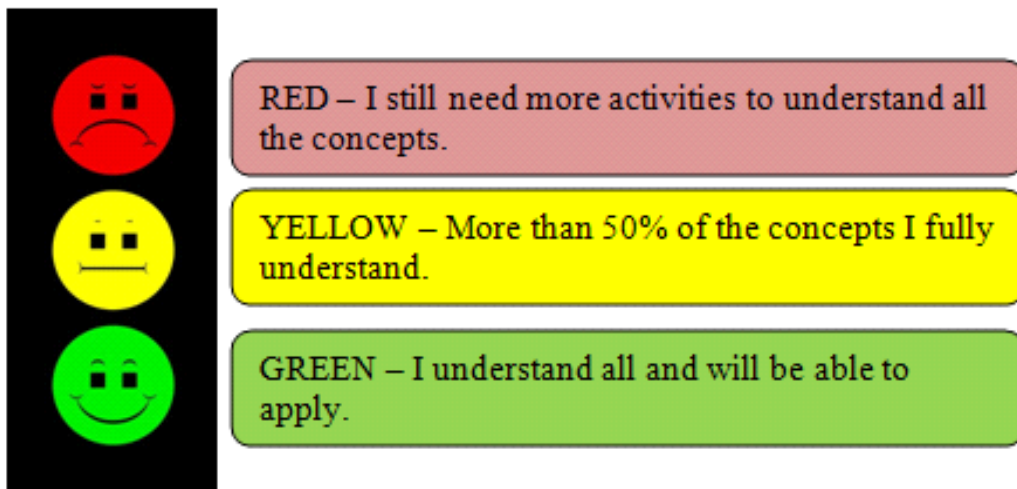 RED – I still need more activities to understand all
the concepts.
YELLOW – More than 50% of the concepts I fully
understand.
GREEN – I understand all and will be able to
apply.